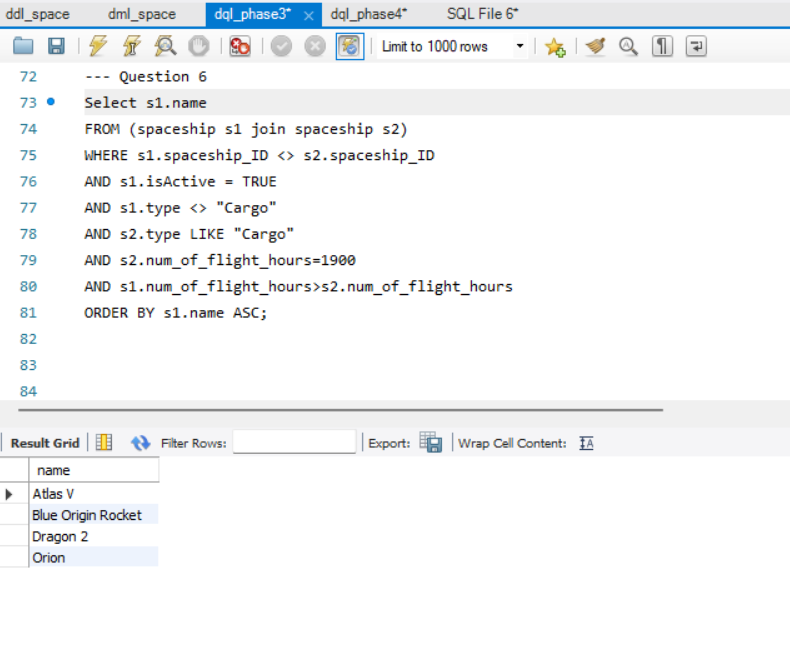 ddl_space dml_space dql_phase3* dql_phase4* SQL File 6*
Limit to 1000 rows
72 --- Question 6
73 Select s1.name
74 FROM (spaceship s1 join spaceship s2)
75 WHERE s1.spaceship_ID <> s2.spaceship_ID
76 AND s1.isActive = TRUE
77 AND s1.type <> "Cargo"
78 AND s2.type LIKE "Cargo"
79 AND s2.num_of_flight_hours=1900
80 AND s1.num_of_flight_hours>s2.num_of_flight_hours
81 ORDER BY s1.name ASC;
82
83
84
Result Grid Filter Rows: Export: Wrap Cell Content:
name
Atlas V
Blue Origin Rocket
Dragon 2
Orion